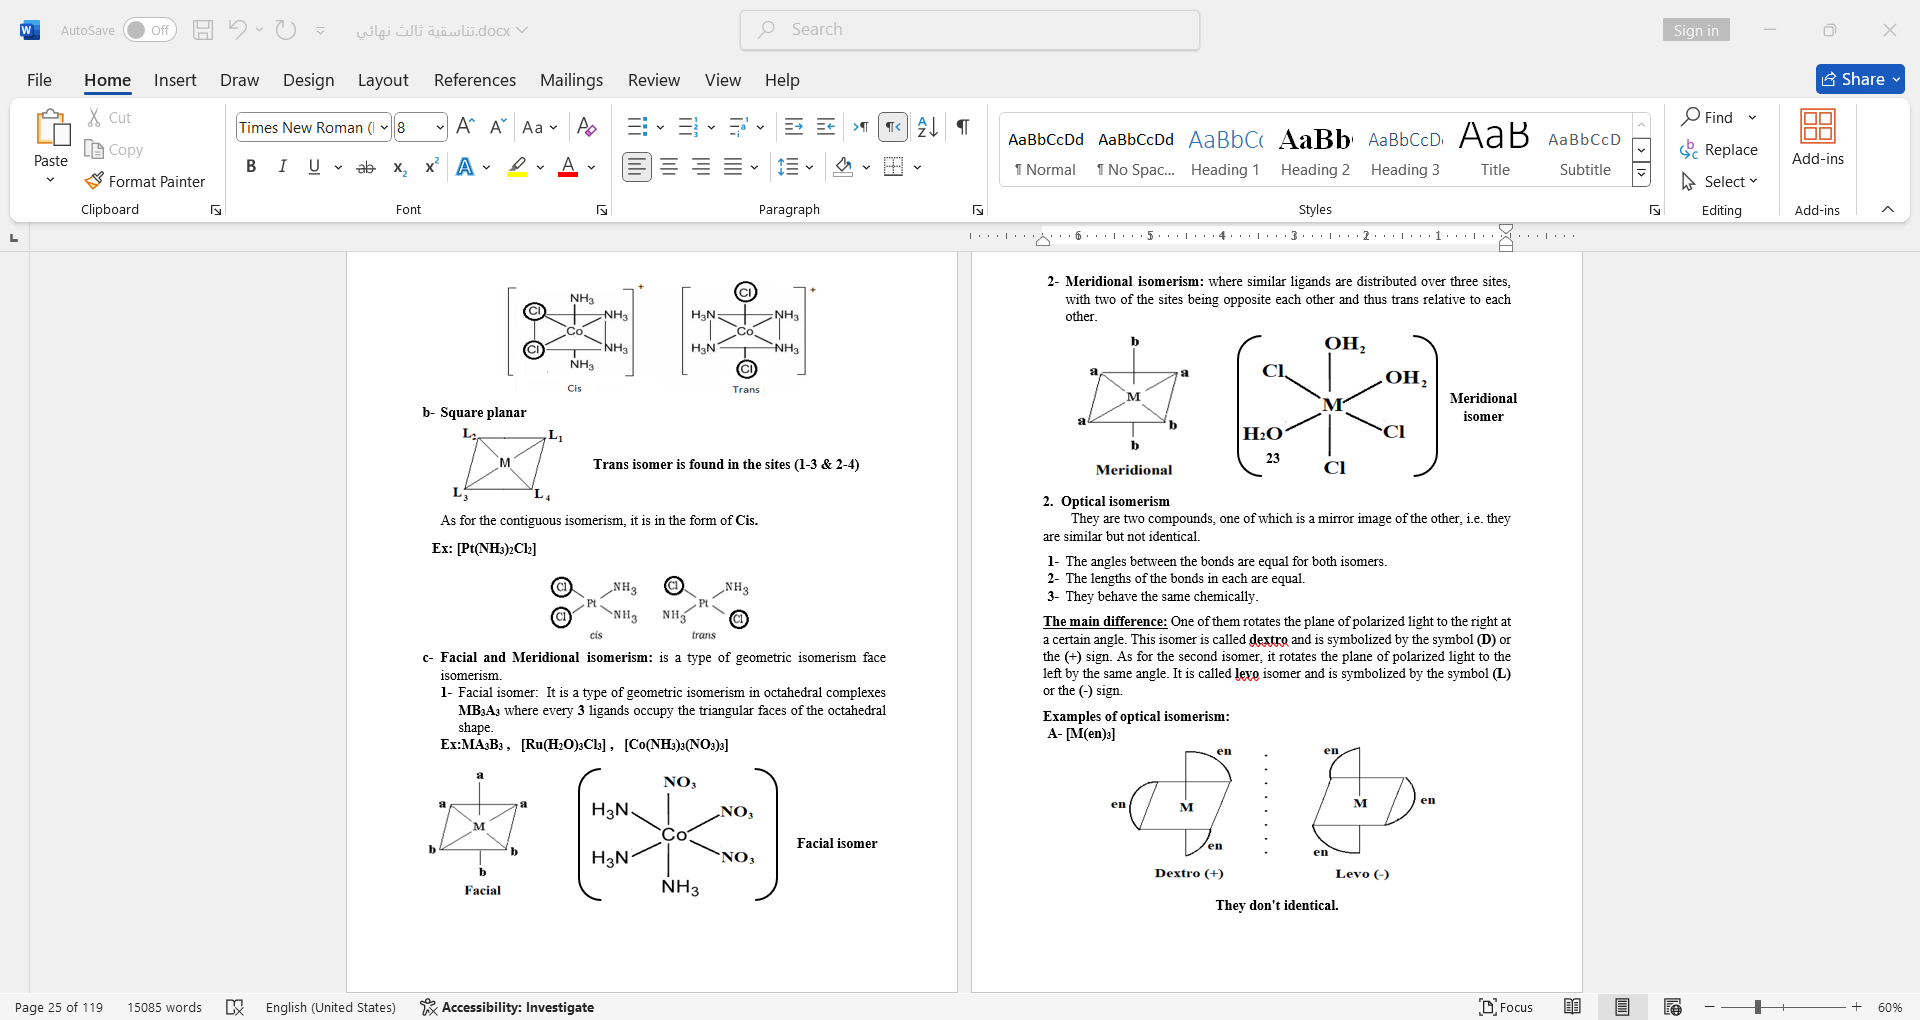 AutoSave Off تناسقية ثالث نهائي.docx Search Sign in
File Home Insert Draw Design Layout References Mailings Review View Help Share
Paste Cut Copy Format Painter Clipboard
Times New Roman ( 8 Font
Paragraph
AaBbCcDd AaBbCcDd AaBbCc AaBb AaBbCcD AaB AaBbCcD
¶ Normal ¶ No Spac... Heading 1 Heading 2 Heading 3 Title Subtitle
Styles
Find Replace Select Editing
Add-ins Add-ins
6 5 4 3 2 1
NH3 Cl NH3 Co Cl NH3 NH3 +
Cis
Cl H3N NH3 Co H3N NH3 Cl +
Trans
b- Square planar
L2 L1 M L3 L4
Trans isomer is found in the sites (1-3 & 2-4)
As for the contiguous isomerism, it is in the form of Cis.
Ex: [Pt(NH3)2Cl2]
Cl NH3 Pt Cl NH3
cis
Cl NH3 Pt NH3 Cl
trans
c- Facial and Meridional isomerism: is a type of geometric isomerism face
isomerism.
1- Facial isomer: It is a type of geometric isomerism in octahedral complexes
MB3A3 where every 3 ligands occupy the triangular faces of the octahedral
shape.
Ex:MA3B3 , [Ru(H2O)3Cl3] , [Co(NH3)3(NO3)3]
a a a M b b b
Facial
NO3 H3N NO3 Co H3N NO3 NH3
Facial isomer
2- Meridional isomerism: where similar ligands are distributed over three sites,
with two of the sites being opposite each other and thus trans relative to each
other.
b a a M a b b
Meridional
OH2 Cl OH2 M H2O Cl Cl
23
Meridional
isomer
2. Optical isomerism
They are two compounds, one of which is a mirror image of the other, i.e. they
are similar but not identical.
1- The angles between the bonds are equal for both isomers.
2- The lengths of the bonds in each are equal.
3- They behave the same chemically.
The main difference: One of them rotates the plane of polarized light to the right at
a certain angle. This isomer is called dextro and is symbolized by the symbol (D) or
the (+) sign. As for the second isomer, it rotates the plane of polarized light to the
left by the same angle. It is called levo isomer and is symbolized by the symbol (L)
or the (-) sign.
Examples of optical isomerism:
A- [M(en)3]
en en M en
Dextro (+)
en M en en
Levo (-)
They don't identical.
Page 25 of 119 15085 words English (United States) Accessibility: Investigate Focus 60%